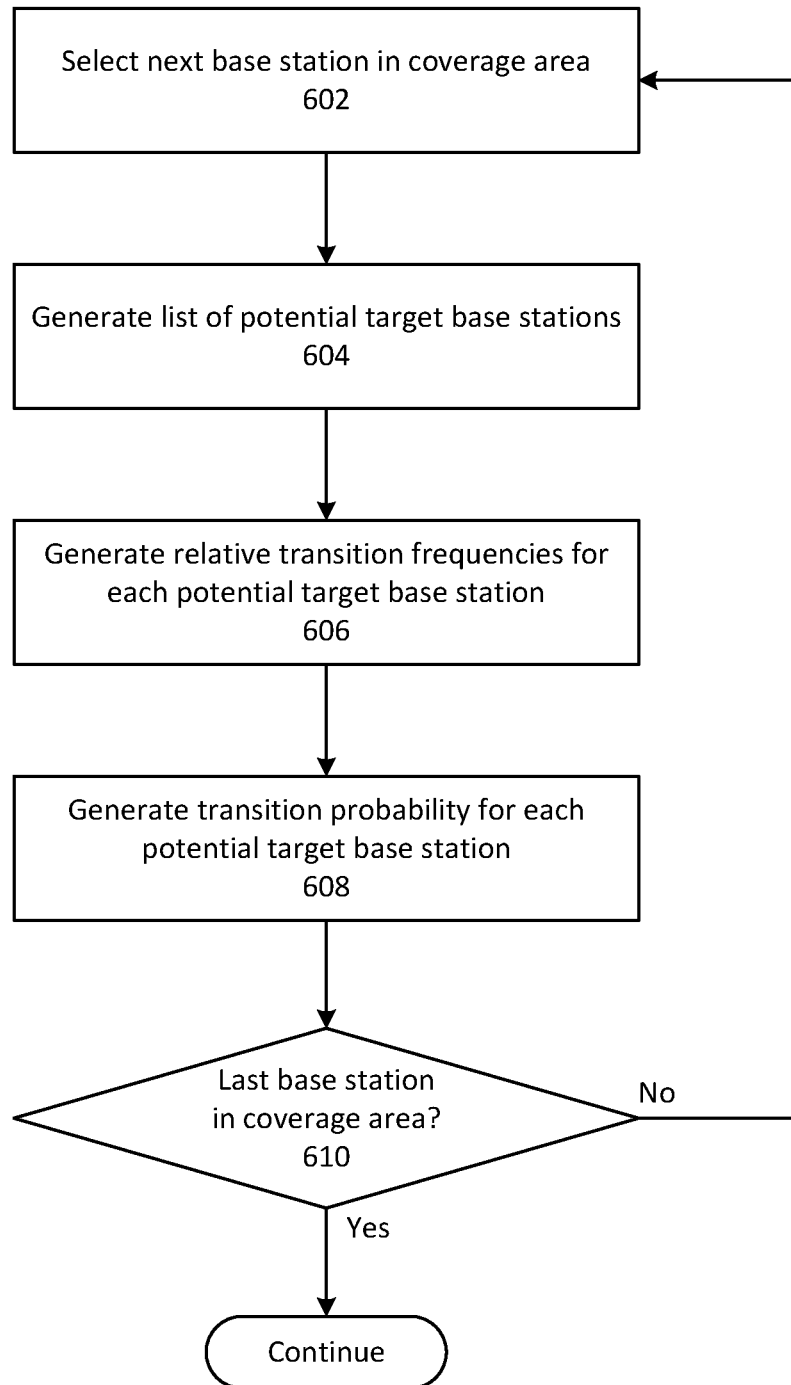 Select next base station in coverage area
602
Generate list of potential target base stations
604
Generate relative transition frequencies for
each potential target base station
606
Generate transition probability for each
potential target base station
608
Last base station
in coverage area?
610
No
Yes
Continue